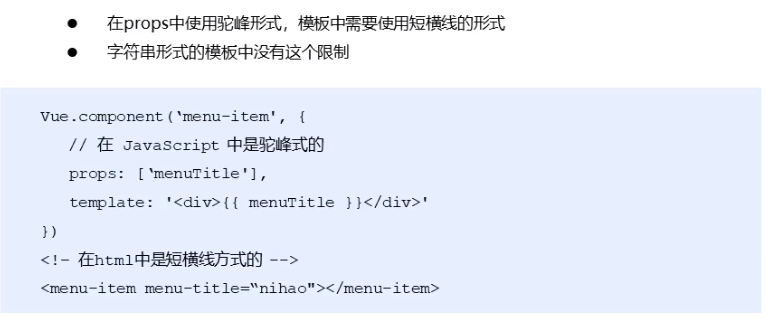 ● 在props中使用驼峰形式，模板中需要使用短横线的形式
● 字符串形式的模板中没有这个限制
Vue.component(‘menu-item', {
// 在 JavaScript 中是驼峰式的
props: [‘menuTitle'],
template: '<div>{{ menuTitle }}</div>'
})
<!– 在html中是短横线方式的 -->
<menu-item menu-title=“nihao"></menu-item>